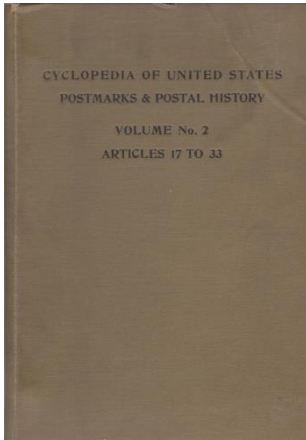 CYCLOPEDIA OF UNITED STATES
POSTMARKS & POSTAL HISTORY
VOLUME No. 2
ARTICLES 17 TO 33